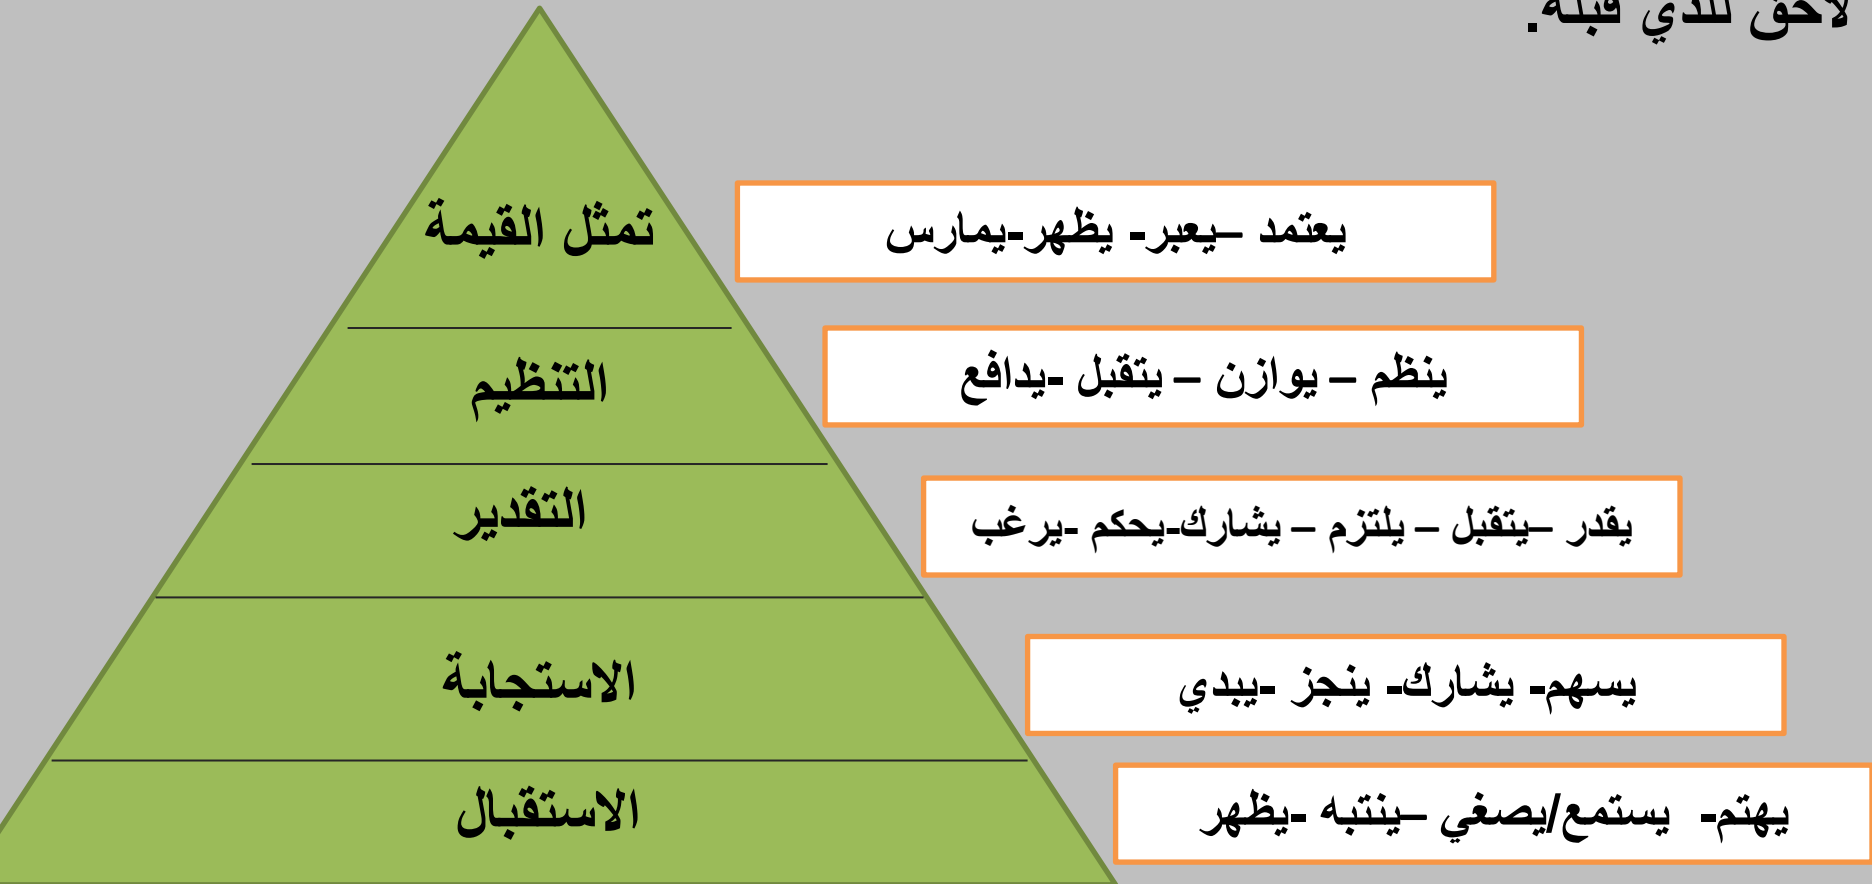 لاحق للذي قبله.
تمثل القيمة
يعتمد –يعبر- يظهر-يمارس
التنظيم
ينظم – يوازن – يتقبل -يدافع
التقدير
يقدر –يتقبل – يلتزم – يشارك-يحكم -يرغب
الاستجابة
يسهم- يشارك- ينجز -يبدي
الاستقبال
يهتم- يستمع/يصغي –ينتبه -يظهر